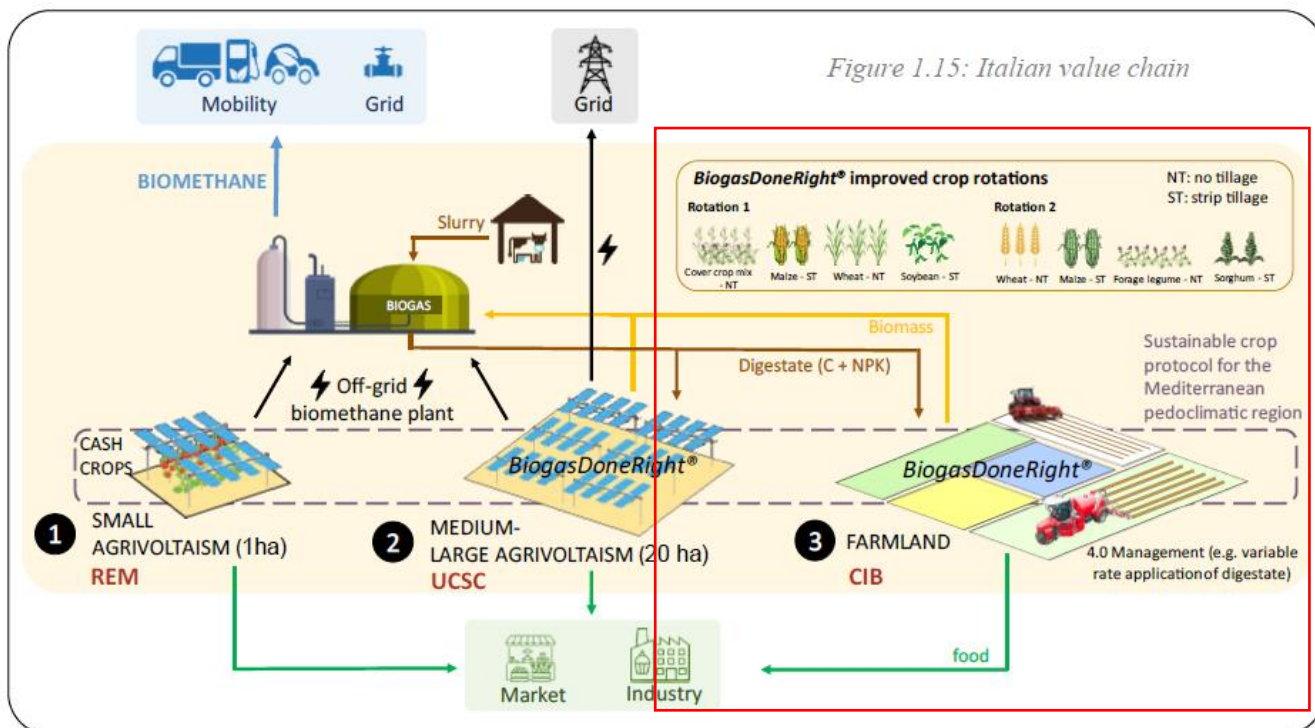 Figure 1.15: Italian value chain
Mobility
Grid
Grid
BIOMETHANE
Slurry
BIOGAS
BiogasDoneRight® improved crop rotations
NT: no tillage
ST: strip tillage
Rotation 1
Rotation 2
Cover crop mix
- NT
Maize - ST
Wheat - NT
Soybean - ST
Wheat - NT
Maize - ST
Forage legume - NT
Sorghum - ST
Biomass
Digestate (C + NPK)
Sustainable crop
protocol for the
Mediterranean
pedoclimatic region
Off-grid
biomethane plant
CASH
CROPS
BiogasDoneRight®
BiogasDoneRight®
1
SMALL
AGRIVOLTAISM (1ha)
REM
2
MEDIUM-
LARGE AGRIVOLTAISM (20 ha)
UCSC
3
FARMLAND
CIB
4.0 Management (e.g. variable
rate application of digestate)
food
Market
Industry